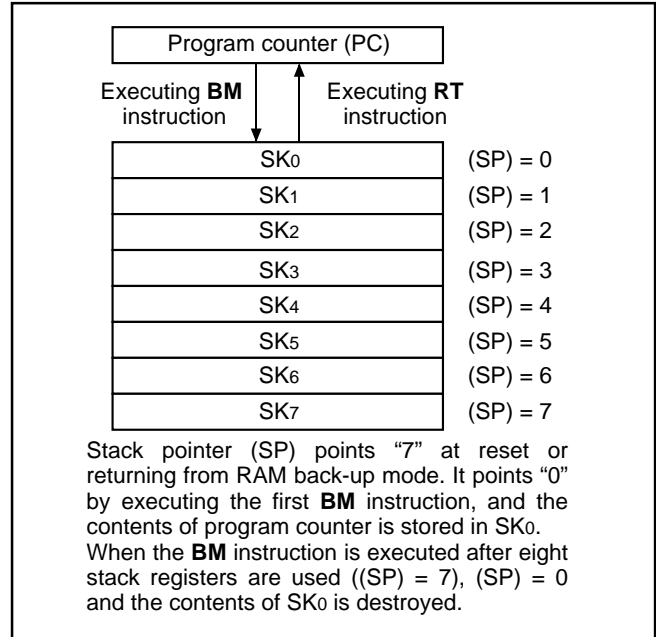 Program counter (PC)
Executing BM
instruction
Executing RT
instruction
SK0 (SP) = 0
SK1 (SP) = 1
SK2 (SP) = 2
SK3 (SP) = 3
SK4 (SP) = 4
SK5 (SP) = 5
SK6 (SP) = 6
SK7 (SP) = 7
Stack pointer (SP) points “7” at reset or
returning from RAM back-up mode. It points “0”
by executing the first BM instruction, and the
contents of program counter is stored in SK0.
When the BM instruction is executed after eight
stack registers are used ((SP) = 7), (SP) = 0
and the contents of SK0 is destroyed.